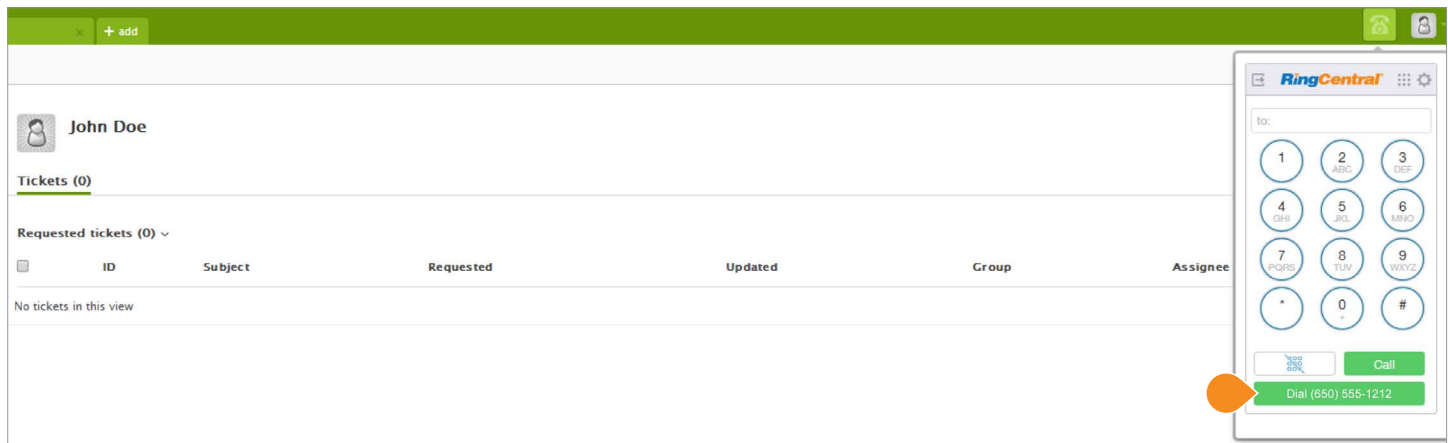 + add
RingCentral
to:
John Doe
Tickets (0)
Requested tickets (0)
ID Subject Requested Updated Group Assignee
No tickets in this view
1
2 ABC
3 DEF
4 GHI
5 JKL
6 MNO
7 PQRS
8 TUV
9 WXYZ
*
0 +
#
Call
Dial (650) 555-1212